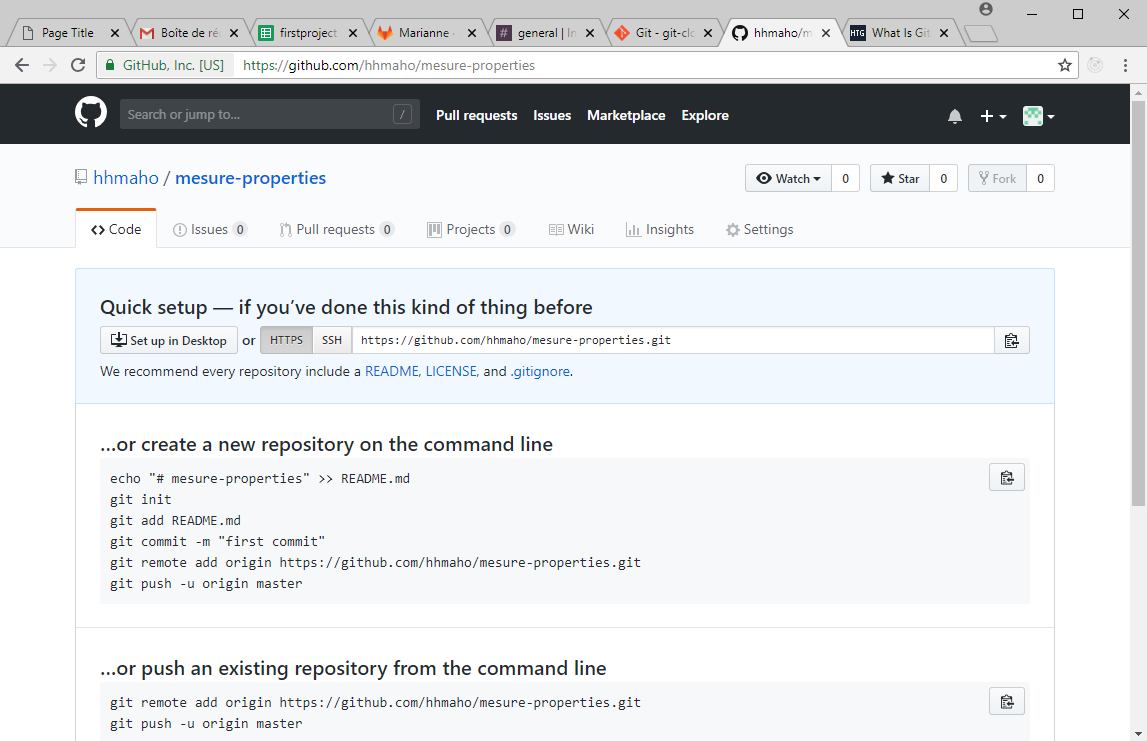 Page Title
Boîte de ré
firstproject
Marianne
general | In
Git - git-clo
hhmaho/m
HTG What Is Git
GitHub, Inc. [US] https://github.com/hhmaho/mesure-properties
Search or jump to... / Pull requests Issues Marketplace Explore
hhmaho / mesure-properties
Watch 0 Star 0 Fork 0
Code Issues 0 Pull requests 0 Projects 0 Wiki Insights Settings
Quick setup — if you’ve done this kind of thing before
Set up in Desktop or HTTPS SSH https://github.com/hhmaho/mesure-properties.git
We recommend every repository include a README, LICENSE, and .gitignore.
…or create a new repository on the command line
echo "# mesure-properties" >> README.md
git init
git add README.md
git commit -m "first commit"
git remote add origin https://github.com/hhmaho/mesure-properties.git
git push -u origin master
…or push an existing repository from the command line
git remote add origin https://github.com/hhmaho/mesure-properties.git
git push -u origin master